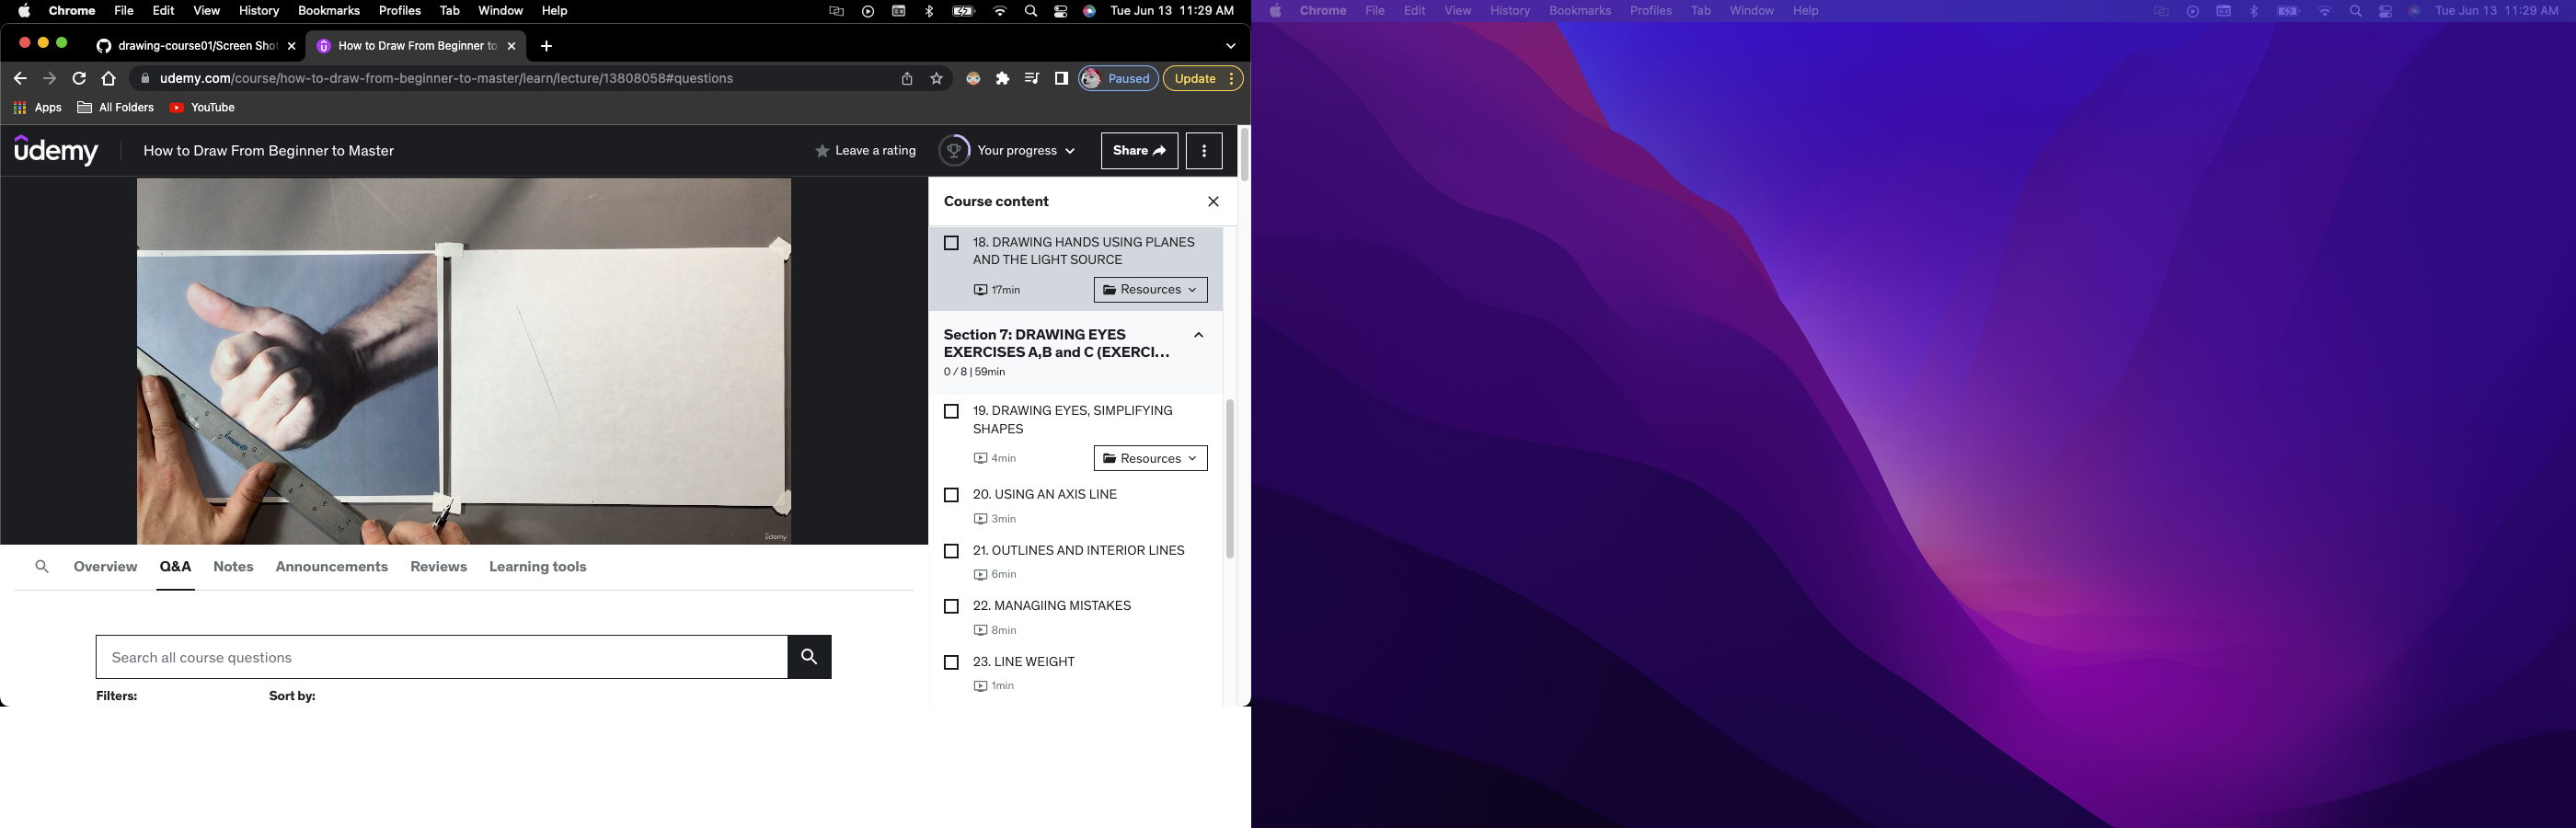 Chrome File Edit View History Bookmarks Profiles Tab Window Help Tue Jun 13 11:29 AM
drawing-course01/Screen Shot
How to Draw From Beginner to
udemy.com/course/how-to-draw-from-beginner-to-master/learn/lecture/13808058#questions
Paused
Update
Apps
All Folders
YouTube
udemy
How to Draw From Beginner to Master
Leave a rating
Your progress
Share
Course content
18. DRAWING HANDS USING PLANES
AND THE LIGHT SOURCE
17min
Resources
Section 7: DRAWING EYES
EXERCISES A,B and C (EXERCI...
0 / 8 | 59min
19. DRAWING EYES, SIMPLIFYING
SHAPES
4min
Resources
20. USING AN AXIS LINE
3min
21. OUTLINES AND INTERIOR LINES
6min
22. MANAGIING MISTAKES
8min
23. LINE WEIGHT
1min
Empire
udemy
Overview Q&A Notes Announcements Reviews Learning tools
Search all course questions
Filters:
Sort by:
Chrome File Edit View History Bookmarks Profiles Tab Window Help Tue Jun 13 11:29 AM